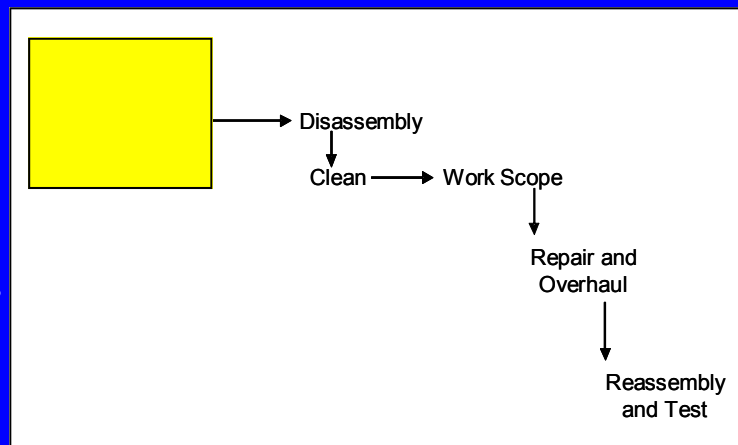 Disassembly
Clean
Work Scope
Repair and
Overhaul
Reassembly
and Test